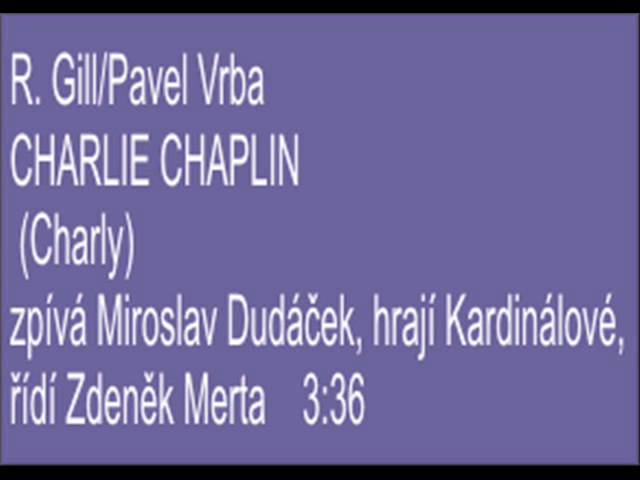 R. Gill/Pavel Vrba
CHARLIE CHAPLIN
(Charly)
zpívá Miroslav Dudáček, hrají Kardinálové,
řídí Zdeněk Merta 3:36